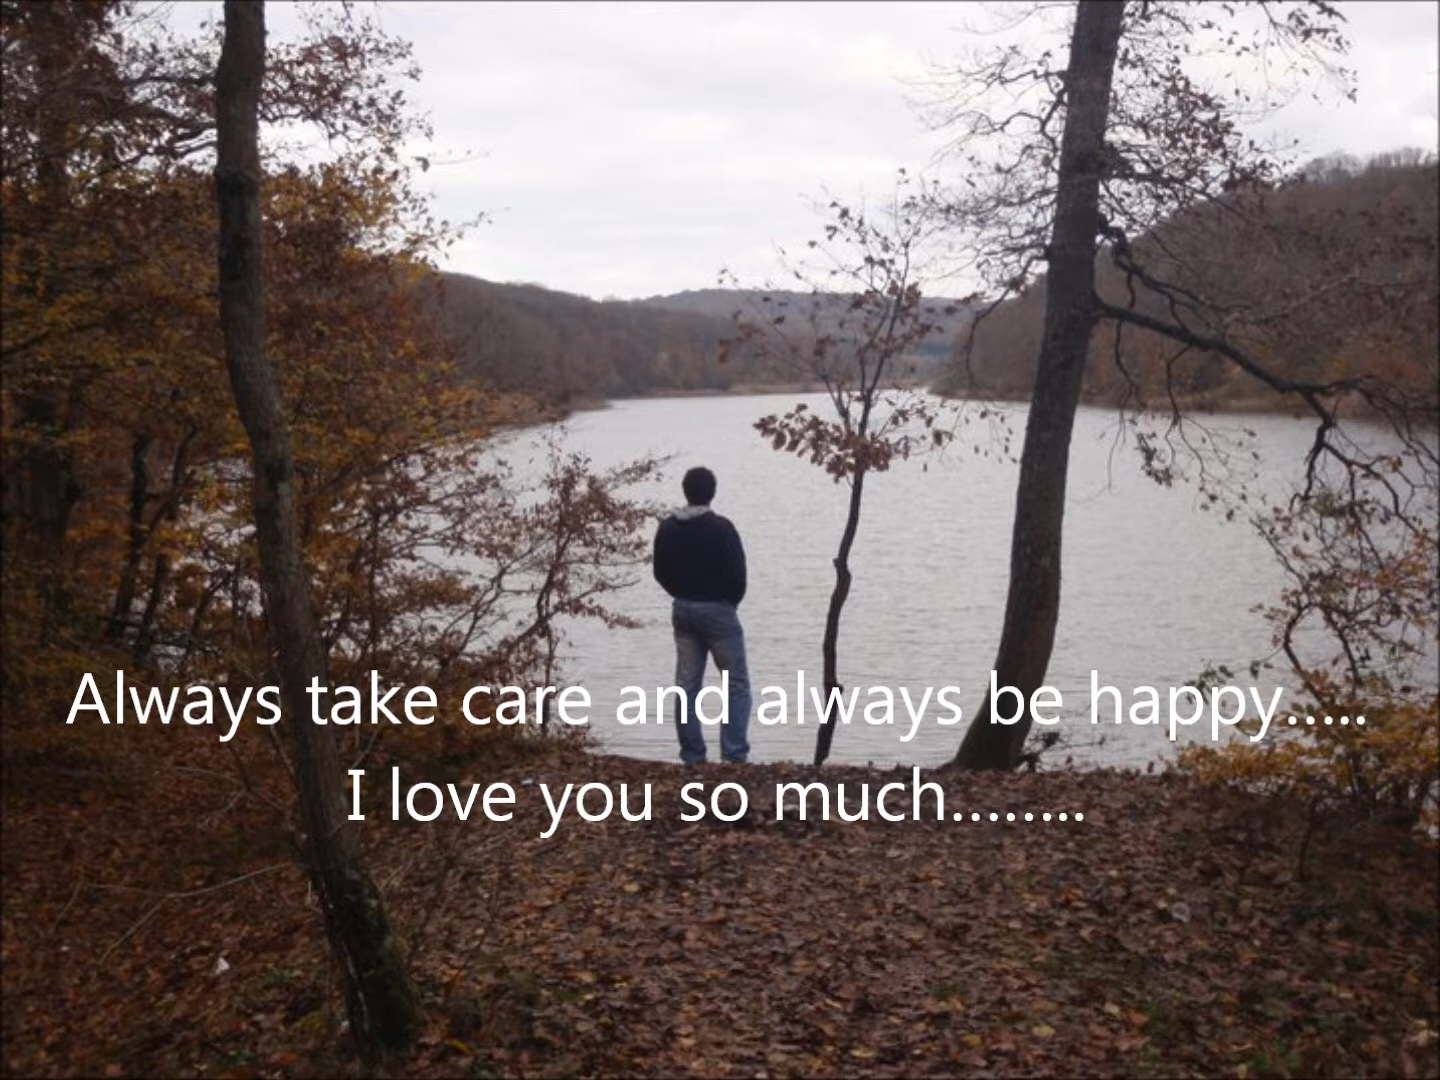 Always take care and always be happy.....
I love you so much........